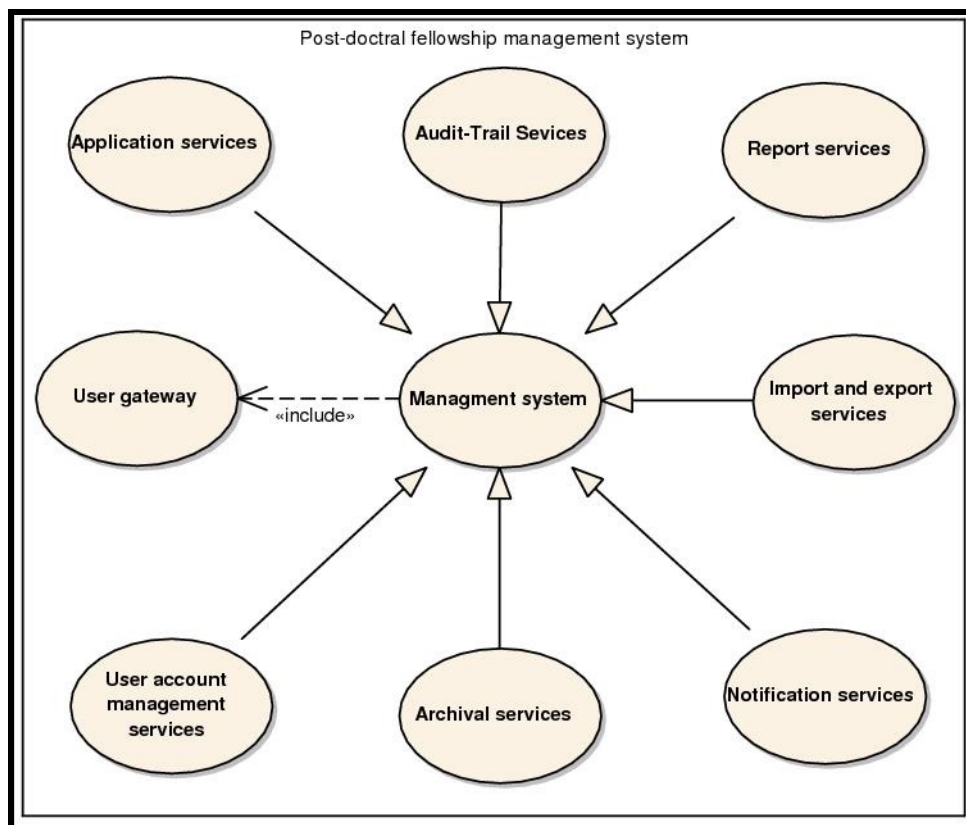 Post-doctral fellowship management system
Application services
Audit-Trail Sevices
Report services
User gateway
«include»
Managment system
Import and export
services
User account
management
services
Archival services
Notification services